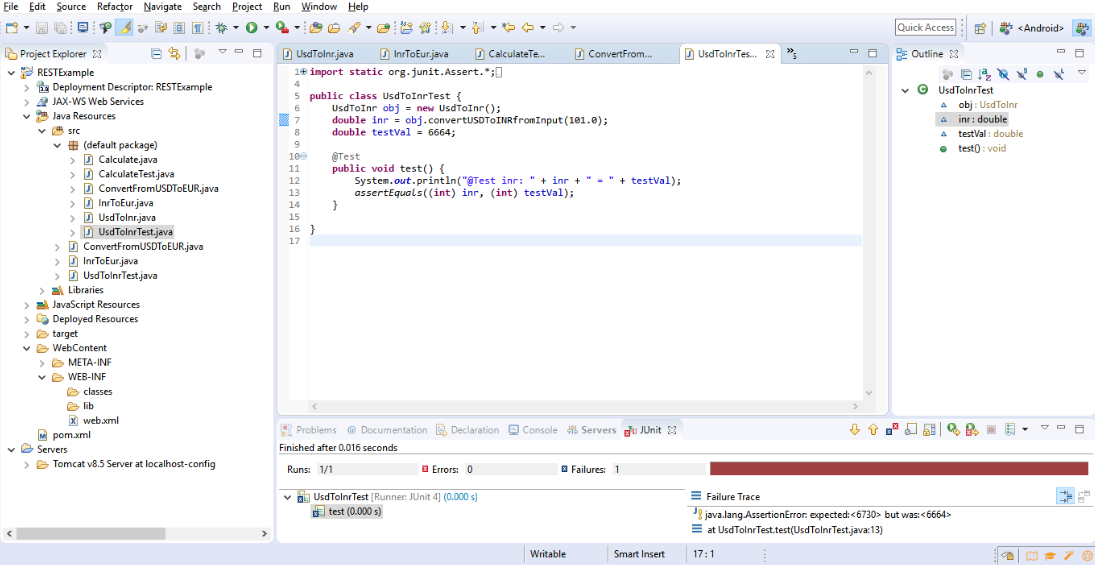 File Edit Source Refactor Navigate Search Project Run Window Help
Quick Access <Android>
Project Explorer
RESTExample
Deployment Descriptor: RESTExample
JAX-WS Web Services
Java Resources
src
(default package)
Calculate.java
CalculateTest.java
ConvertFromUSDToEUR.java
InrToEur.java
UsdToInr.java
UsdToInrTest.java
ConvertFromUSDToEUR.java
InrToEur.java
UsdToInrTest.java
Libraries
JavaScript Resources
Deployed Resources
target
WebContent
META-INF
WEB-INF
classes
lib
web.xml
pom.xml
Servers
Tomcat v8.5 Server at localhost-config
UsdToInr.java InrToEur.java CalculateTe... ConvertFrom... UsdToInrTes... »5
1 import static org.junit.Assert.*;
4
5 public class UsdToInrTest {
6 UsdToInr obj = new UsdToInr();
7 double inr = obj.convertUSDToINRfromInput(101.0);
8 double testVal = 6664;
9
10 @Test
11 public void test() {
12 System.out.println("@Test inr: " + inr + " = " + testVal);
13 assertEquals((int) inr, (int) testVal);
14 }
15
16 }
17
Outline
UsdToInrTest
obj : UsdToInr
inr : double
testVal : double
test() : void
Problems @ Documentation Declaration Console Servers JUnit
Finished after 0.016 seconds
Runs: 1/1 Errors: 0 Failures: 1
UsdToInrTest [Runner: JUnit 4] (0.000 s)
test (0.000 s)
Failure Trace
java.lang.AssertionError: expected:<6730> but was:<6664>
at UsdToInrTest.test(UsdToInrTest.java:13)
Writable Smart Insert 17 : 1